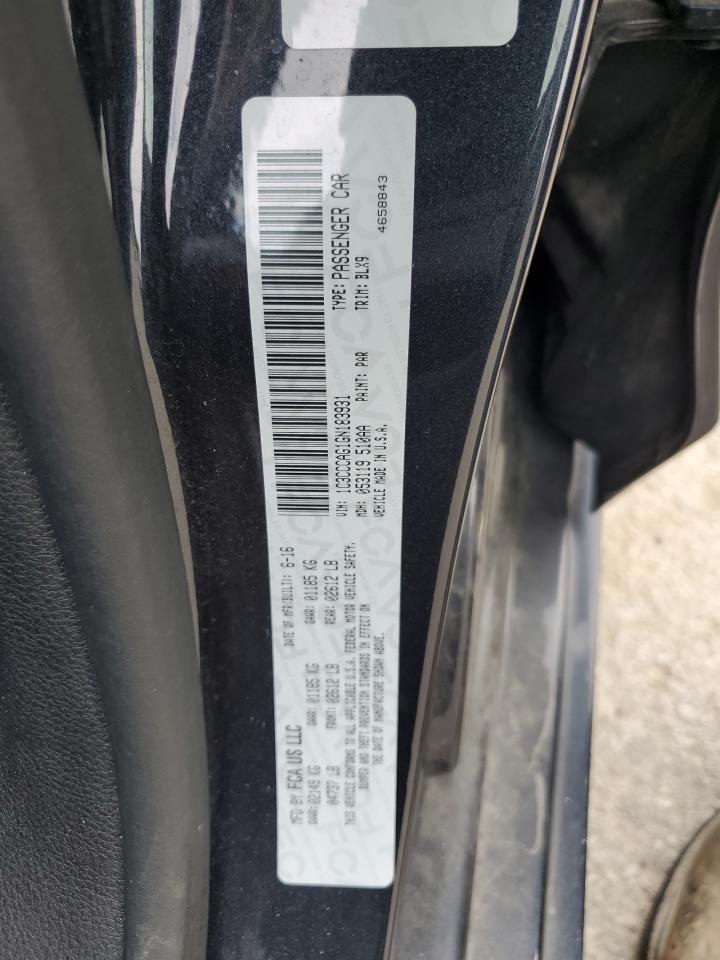 MFD BY FCA US LLC
DATE OF MFR(BUILT): 6-16
GVWR: 02149 KG GAWR: 01185 KG GAWR: 01185 KG
04737 LB FRONT: 02612 LB REAR: 02612 LB
THIS VEHICLE CONFORMS TO ALL APPLICABLE U.S.A. FEDERAL MOTOR VEHICLE SAFETY,
BUMPER AND THEFT PREVENTION STANDARDS IN EFFECT ON
THE DATE OF MANUFACTURE SHOWN ABOVE.
VIN: 1C3CCCAG1GN183931 TYPE: PASSENGER CAR
MDH: 053119 510AA PAINT: PAR TRIM: BLX9
VEHICLE MADE IN U.S.A. 4658843